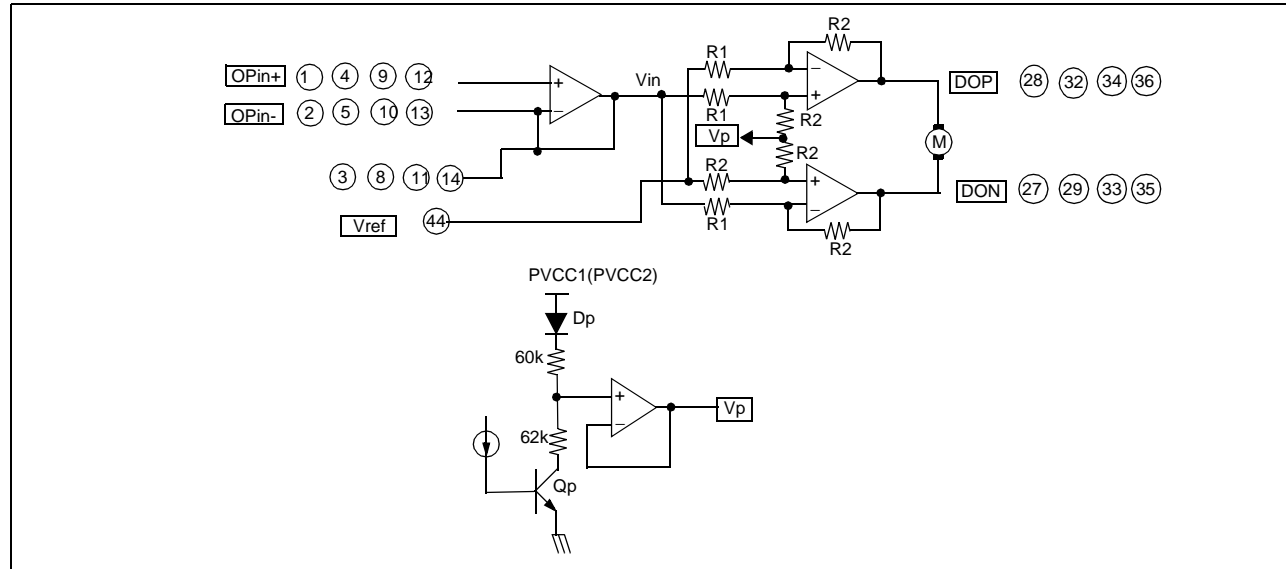 R2
R1
OPin+ 1 4 9 12 + − Vin − DOP 28 32 34 36
OPin- 2 5 10 13 − R1 +
R2
Vp
R2
M
3 8 11 14 R2 + DON 27 29 33 35
Vref 44 R1 −
R2
PVCC1(PVCC2)
Dp
60k
+
Vp
62k −
Qp